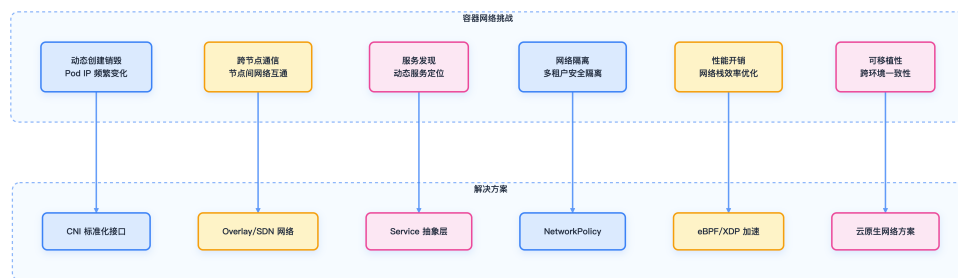 容器网络挑战
动态创建销毁
Pod IP 频繁变化
跨节点通信
节点间网络互通
服务发现
动态服务定位
网络隔离
多租户安全隔离
性能开销
网络栈效率优化
可移植性
跨环境一致性
解决方案
CNI 标准化接口
Overlay/SDN 网络
Service 抽象层
NetworkPolicy
eBPF/XDP 加速
云原生网络方案